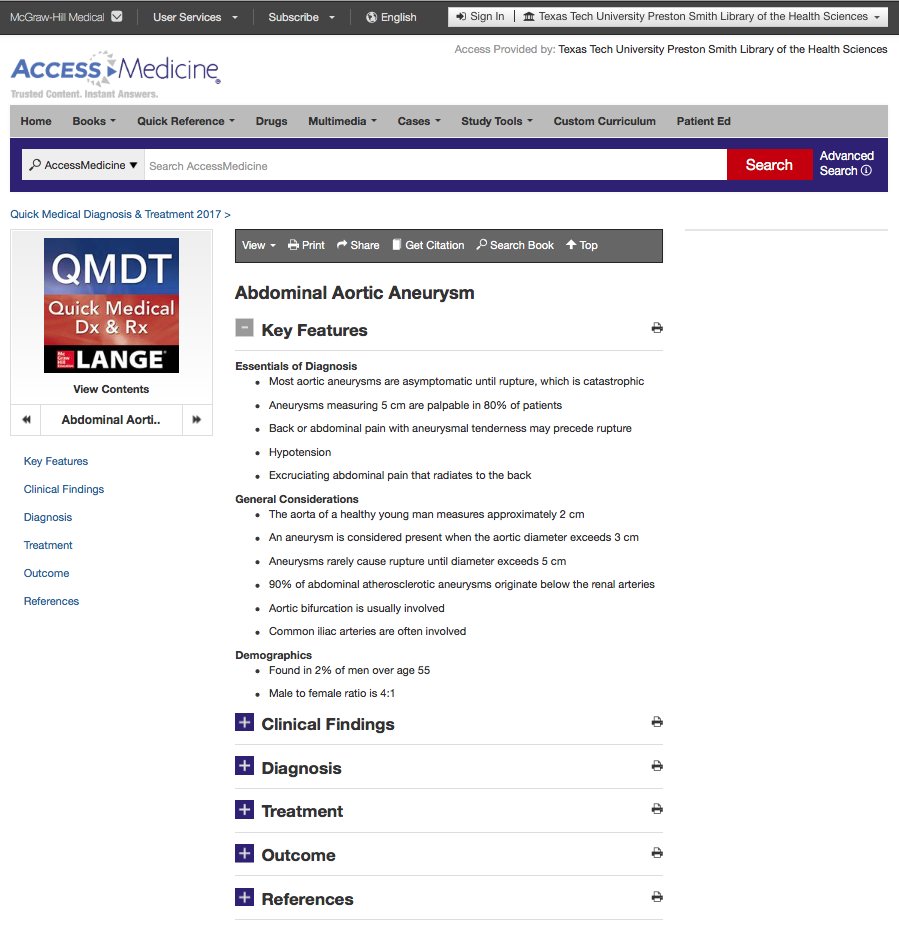 McGraw-Hill Medical User Services Subscribe English Sign In | Texas Tech University Preston Smith Library of the Health Sciences
Access Provided by: Texas Tech University Preston Smith Library of the Health Sciences
ACCESS Medicine®
Trusted Content. Instant Answers.
Home Books Quick Reference Drugs Multimedia Cases Study Tools Custom Curriculum Patient Ed
AccessMedicine Search AccessMedicine Search Advanced
Search
Quick Medical Diagnosis & Treatment 2017 >
QMDT
Quick Medical
Dx & Rx
Mc
Graw
Hill
Education
LANGE®
View Contents
Abdominal Aorti..
Key Features
Clinical Findings
Diagnosis
Treatment
Outcome
References
View Print Share Get Citation Search Book Top
Abdominal Aortic Aneurysm
Key Features
Essentials of Diagnosis
• Most aortic aneurysms are asymptomatic until rupture, which is catastrophic
• Aneurysms measuring 5 cm are palpable in 80% of patients
• Back or abdominal pain with aneurysmal tenderness may precede rupture
• Hypotension
• Excruciating abdominal pain that radiates to the back
General Considerations
• The aorta of a healthy young man measures approximately 2 cm
• An aneurysm is considered present when the aortic diameter exceeds 3 cm
• Aneurysms rarely cause rupture until diameter exceeds 5 cm
• 90% of abdominal atherosclerotic aneurysms originate below the renal arteries
• Aortic bifurcation is usually involved
• Common iliac arteries are often involved
Demographics
• Found in 2% of men over age 55
• Male to female ratio is 4:1
Clinical Findings
Diagnosis
Treatment
Outcome
References